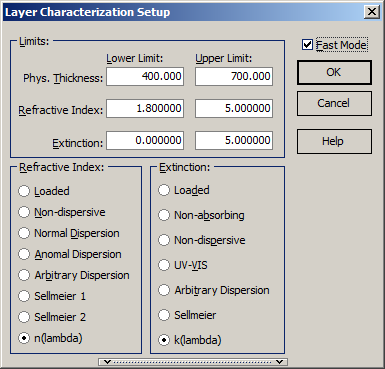 Layer Characterization Setup
Limits:
Lower Limit: Upper Limit:
Fast Mode
Phys. Thickness: 400.000 700.000
OK
Refractive Index: 1.800000 5.000000
Cancel
Extinction: 0.000000 5.000000
Help
Refractive Index: Extinction:
Loaded
Non-dispersive
Normal Dispersion
Anomal Dispersion
Arbitrary Dispersion
Sellmeier 1
Sellmeier 2
n(lambda)
Loaded
Non-absorbing
Non-dispersive
UV-VIS
Arbitrary Dispersion
Sellmeier
k(lambda)